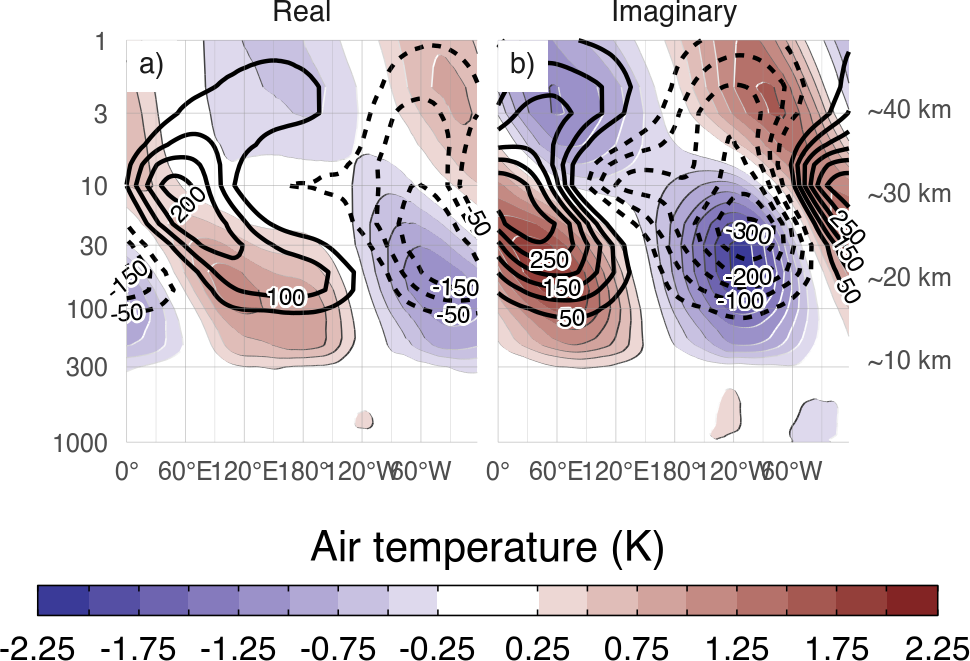 Real Imaginary
a) b)
1
3 ~40 km
10 ~30 km
30 ~20 km
100
300 ~10 km
1000
200
100
-150
-50
-50
-150
-50
250
150
50
-300
-200
-100
250
150
50
0° 60°E 120°E 180° 120°W 60°W 0° 60°E 120°E 180° 120°W 60°W
Air temperature (K)
-2.25 -1.75 -1.25 -0.75 -0.25 0.25 0.75 1.25 1.75 2.25